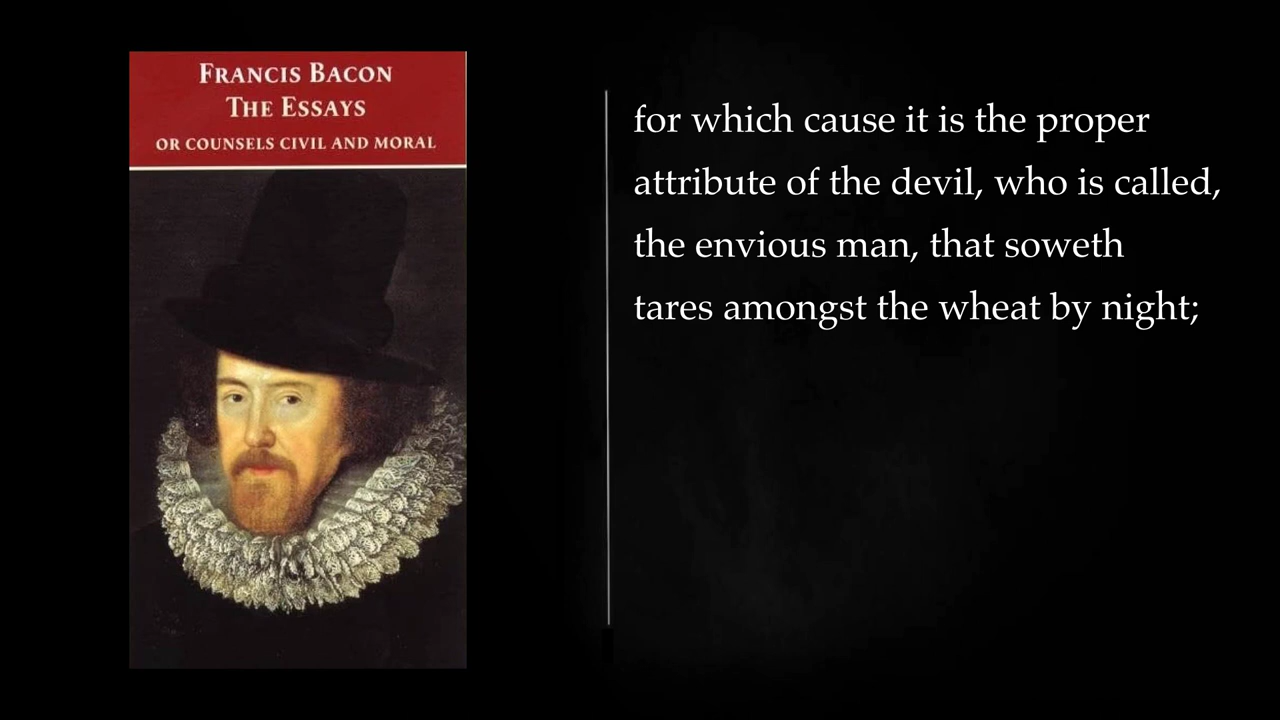 FRANCIS BACON
THE ESSAYS
OR COUNSELS CIVIL AND MORAL
for which cause it is the proper
attribute of the devil, who is called,
the envious man, that soweth
tares amongst the wheat by night;